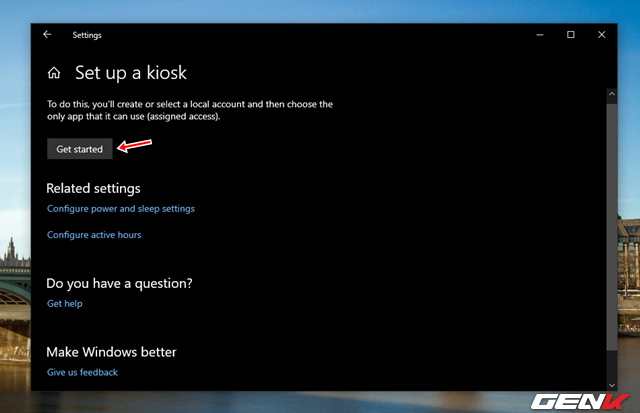 Settings
Set up a kiosk
To do this, you'll create or select a local account and then choose the
only app that it can use (assigned access).
Get started
Related settings
Configure power and sleep settings
Configure active hours
Do you have a question?
Get help
Make Windows better
Give us feedback
GENK